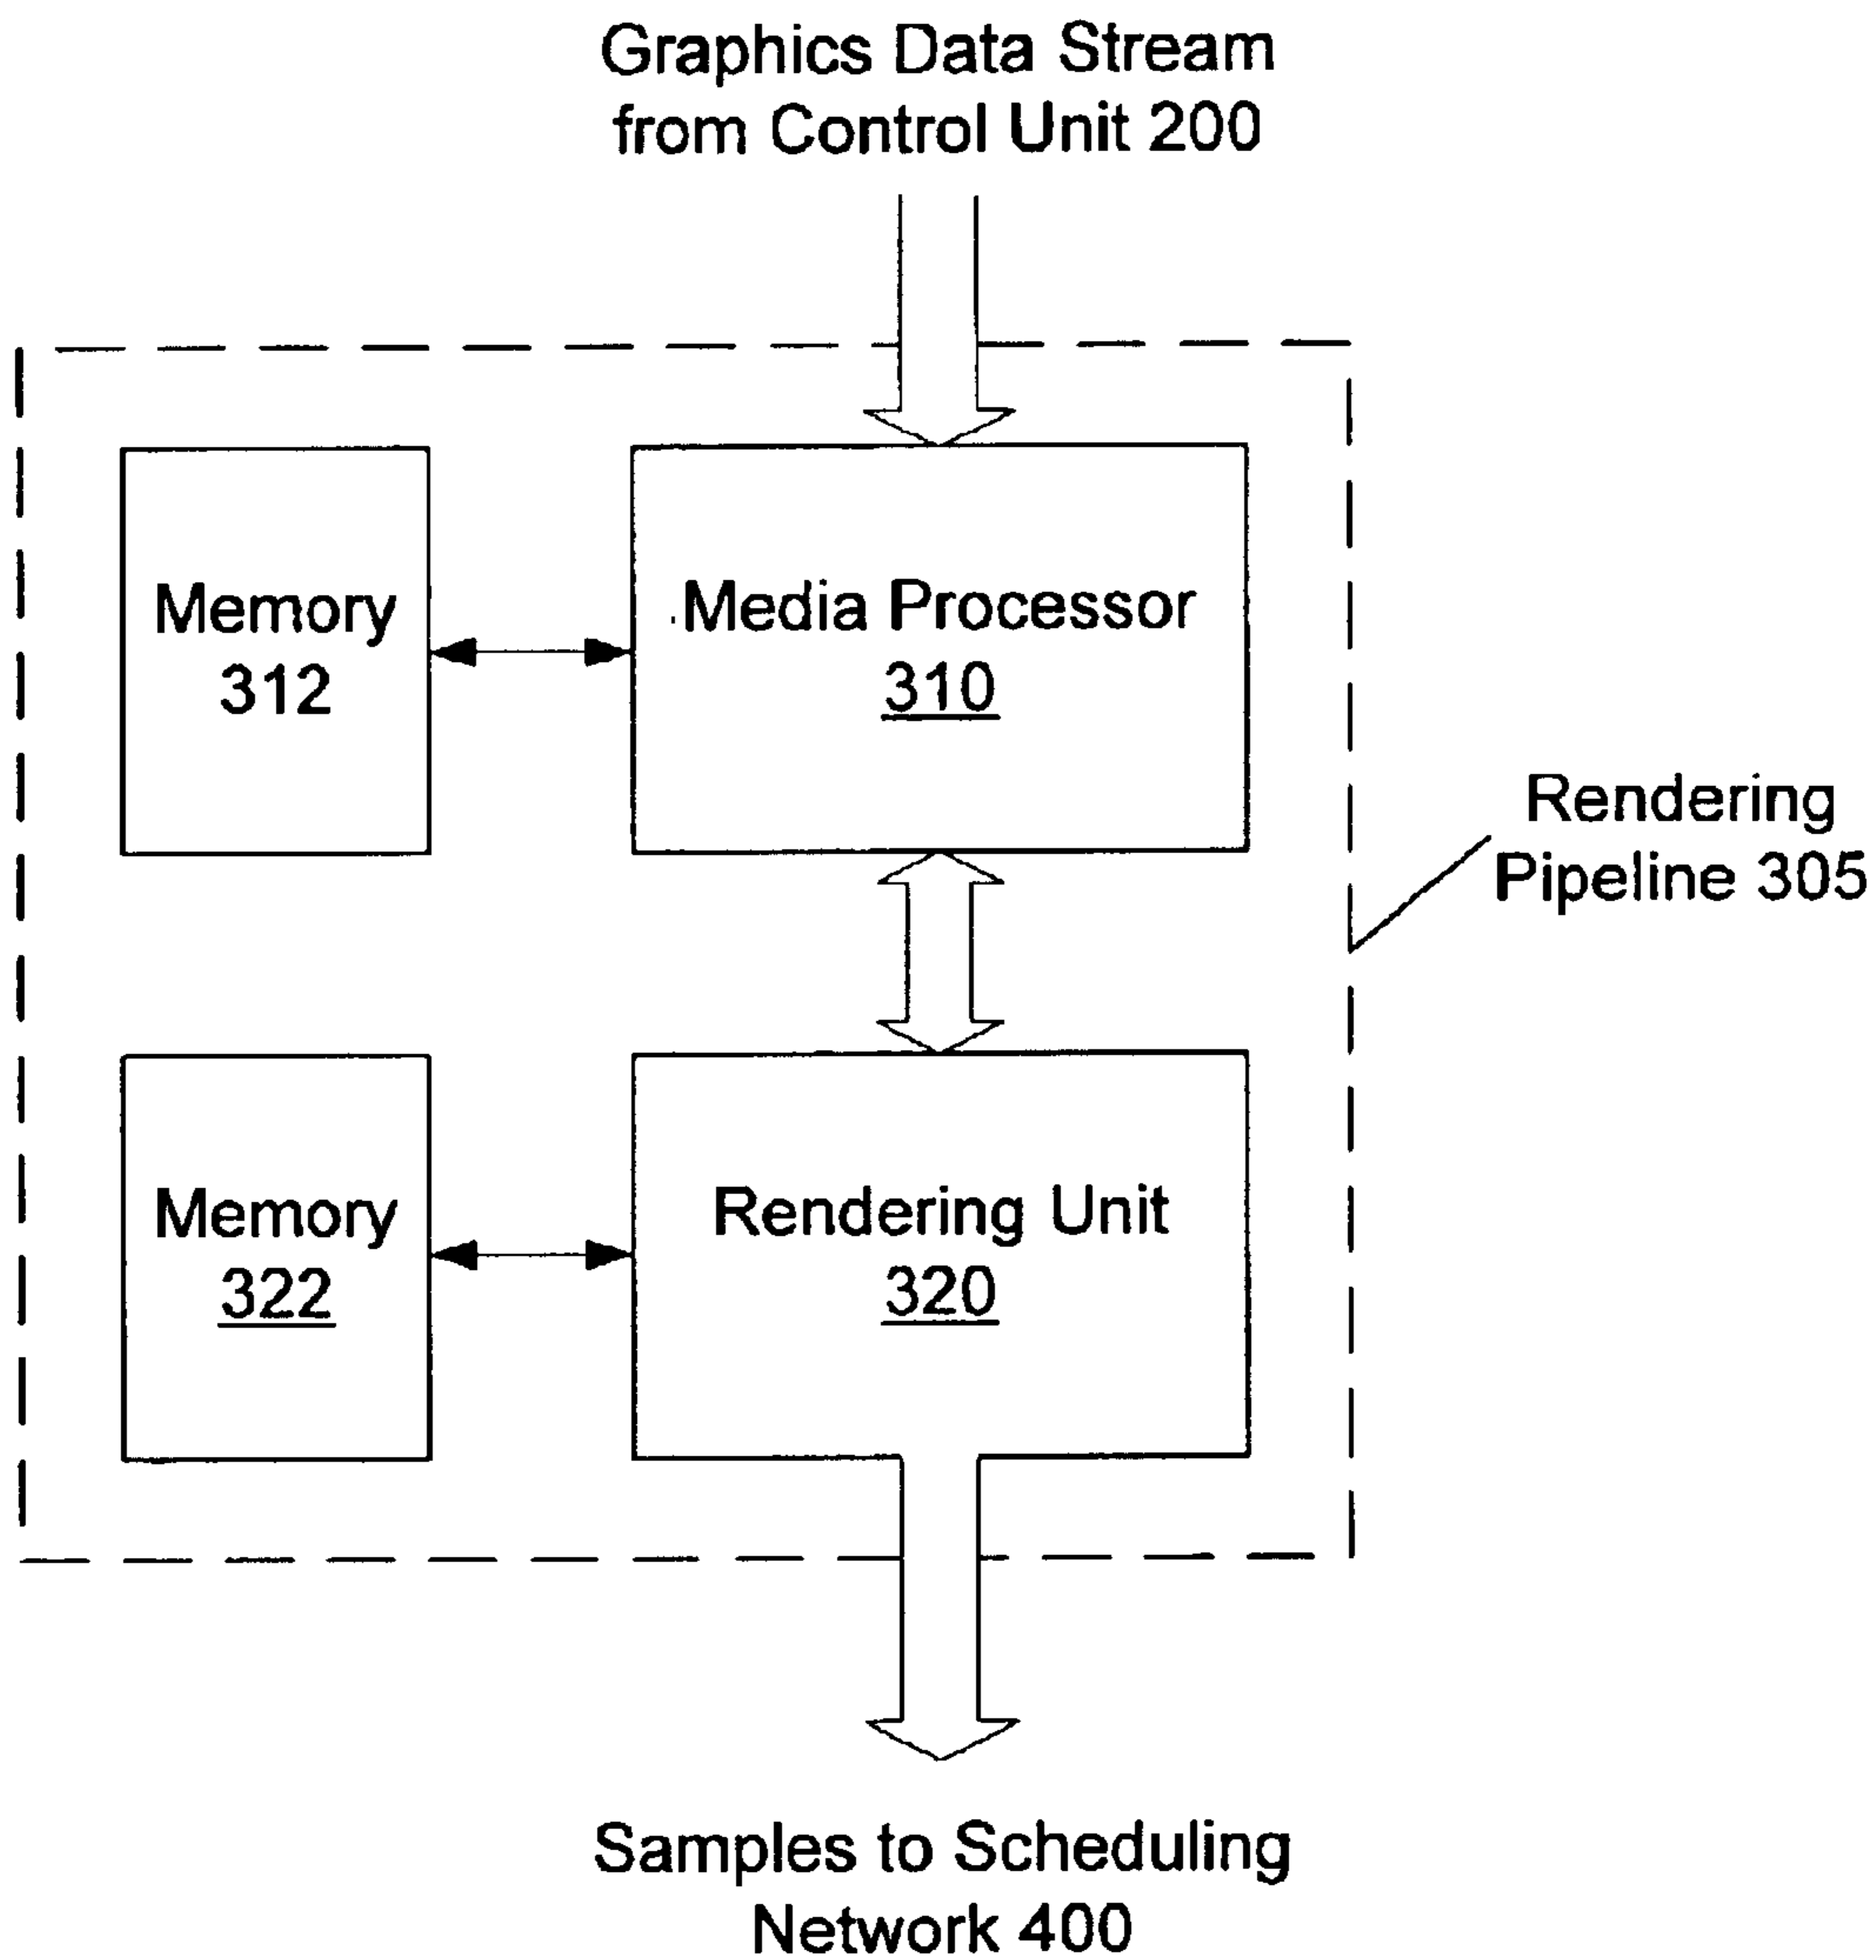 Graphics Data Stream
from Control Unit 200
Memory
312
Media Processor
310
Rendering
Pipeline 305
Memory
322
Rendering Unit
320
Samples to Scheduling
Network 400